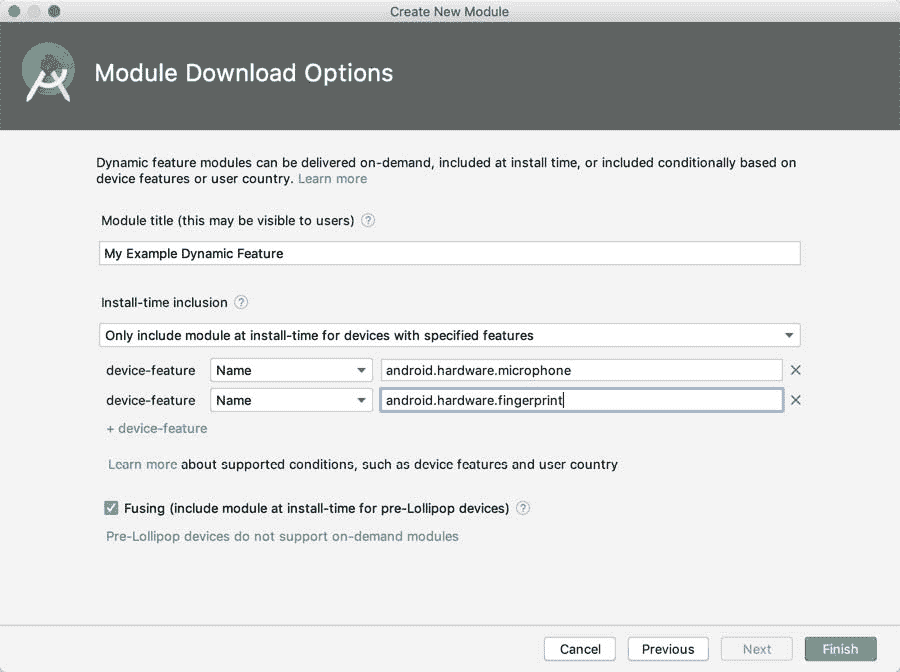 Create New Module
Module Download Options
Dynamic feature modules can be delivered on-demand, included at install time, or included conditionally based on
device features or user country. Learn more
Module title (this may be visible to users) ?
My Example Dynamic Feature
Install-time inclusion ?
Only include module at install-time for devices with specified features
device-feature Name android.hardware.microphone
device-feature Name android.hardware.fingerprint
+ device-feature
Learn more about supported conditions, such as device features and user country
Fusing (include module at install-time for pre-Lollipop devices) ?
Pre-Lollipop devices do not support on-demand modules
Cancel Previous Next Finish